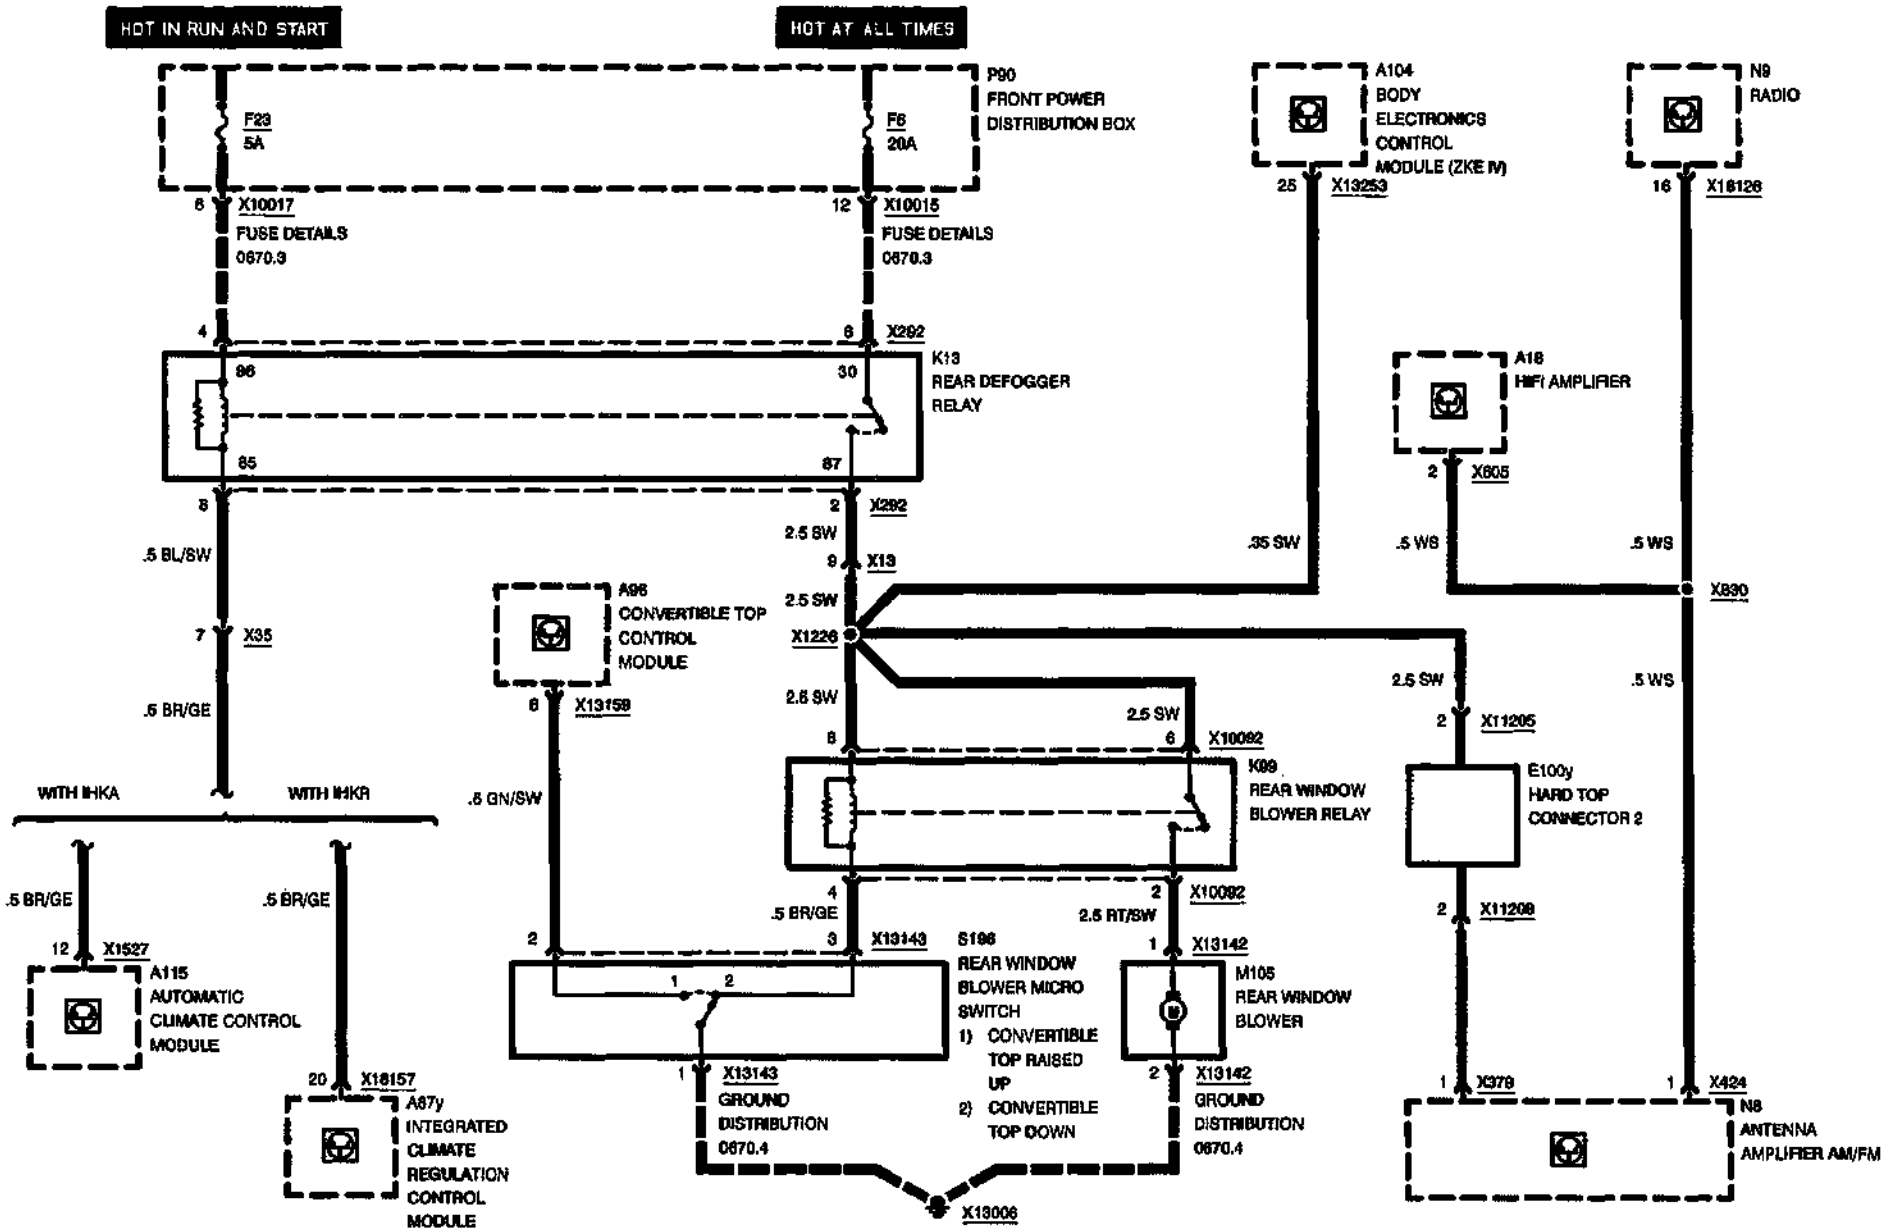 HOT IN RUN AND START
HOT AT ALL TIMES
P90
FRONT POWER
DISTRIBUTION BOX
F23
5A
F6
20A
A104
BODY
ELECTRONICS
CONTROL
MODULE (ZKE IV)
N9
RADIO
6
X10017
FUSE DETAILS
0670.3
12
X10015
FUSE DETAILS
0670.3
25
X13253
16
X18126
4
6
X292
K13
REAR DEFOGGER
RELAY
86
30
85
87
A18
HIFI AMPLIFIER
2
X605
8
2
X292
2.5 SW
9
X13
2.5 SW
X1226
.5 BL/SW
7
X35
.5 BR/GE
.35 SW
.5 WS
.5 WS
X830
A96
CONVERTIBLE TOP
CONTROL
MODULE
6
X13159
.5 GN/SW
2.5 SW
8
2.5 SW
6
X10092
K99
REAR WINDOW
BLOWER RELAY
2.5 SW
2
X11205
.5 WS
E100y
HARD TOP
CONNECTOR 2
2
X11208
WITH IHKA
WITH IHKR
.5 BR/GE
.5 BR/GE
12
X1527
A115
AUTOMATIC
CLIMATE CONTROL
MODULE
20
X18157
A67y
INTEGRATED
CLIMATE
REGULATION
CONTROL
MODULE
4
.5 BR/GE
2
X10092
2.5 RT/SW
2
3
X13143
1
2
S196
REAR WINDOW
BLOWER MICRO
SWITCH
1) CONVERTIBLE
TOP RAISED
UP
2) CONVERTIBLE
TOP DOWN
1
X13142
M105
REAR WINDOW
BLOWER
M
1
X13143
GROUND
DISTRIBUTION
0670.4
2
X13142
GROUND
DISTRIBUTION
0670.4
X13006
1
X379
1
X424
N8
ANTENNA
AMPLIFIER AM/FM